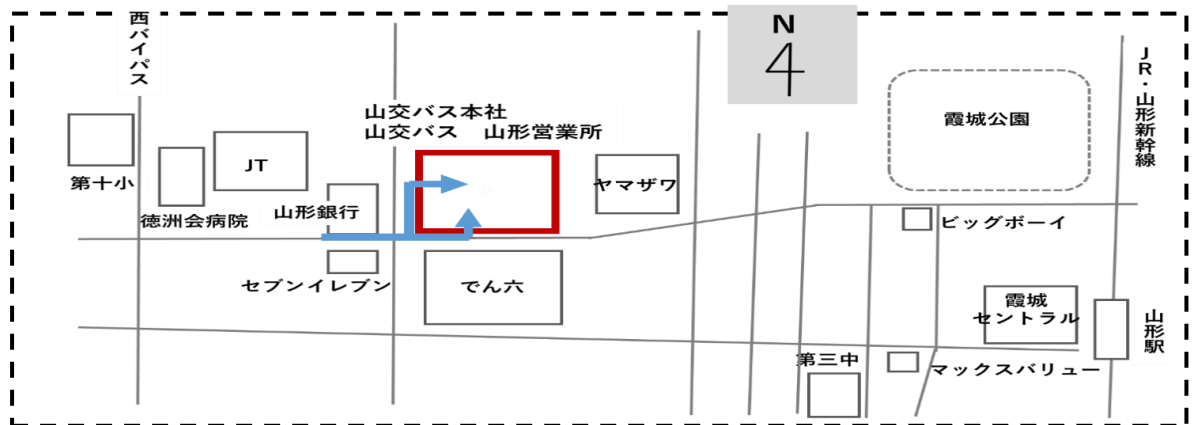 西バイパス
N
JR・山形新幹線
山交バス本社
山交バス 山形営業所
霞城公園
JT
ヤマザワ
第十小
徳洲会病院
山形銀行
ビッグボーイ
セブンイレブン
でん六
霞城
セントラル
山形駅
第三中
マックスバリュー